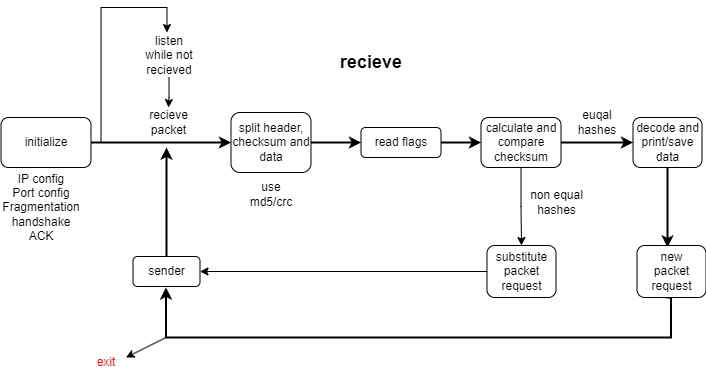 listen
while not
recieved
recieve
recieve
packet
initialize
split header,
checksum and
data
read flags
calculate and
compare
checksum
euqal
hashes
decode and
print/save
data
IP config
Port config
Fragmentation
handshake
ACK
use
md5/crc
non equal
hashes
sender
substitute
packet
request
new
packet
request
exit